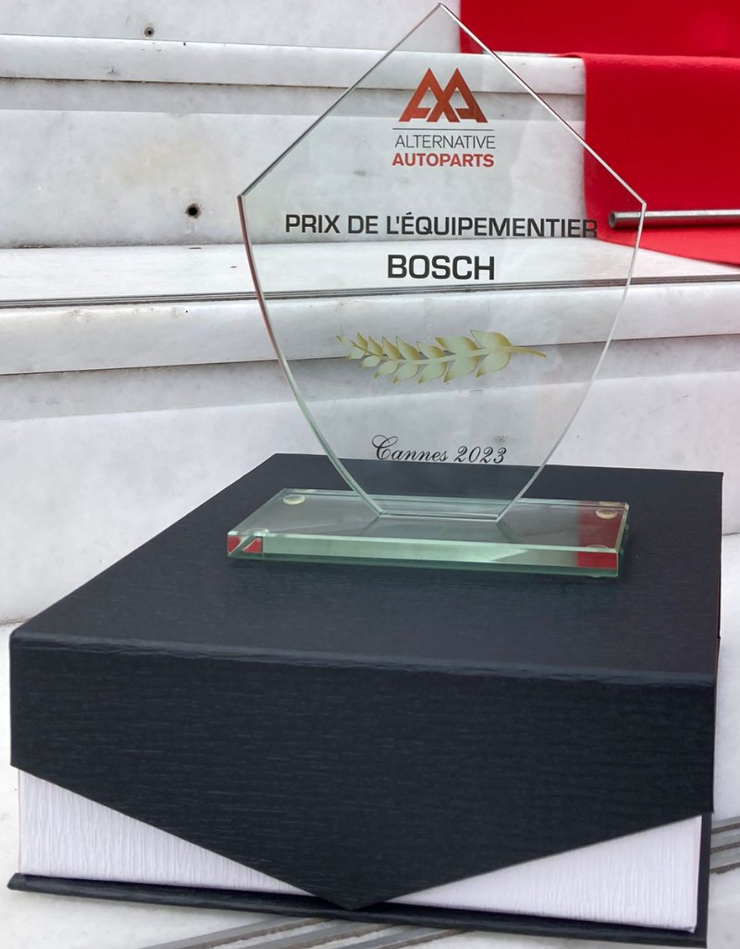 ALTERNATIVE
AUTOPARTS
PRIX DE L'ÉQUIPEMENTIER
BOSCH
Cannes 2023